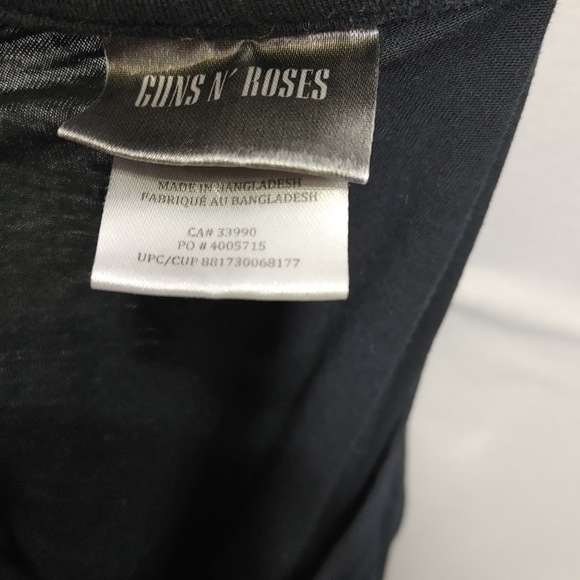 GUNS N' ROSES
MADE IN BANGLADESH
FABRIQUÉ AU BANGLADESH
CA# 33990
PO # 4005715
UPC/CUP 881730068177